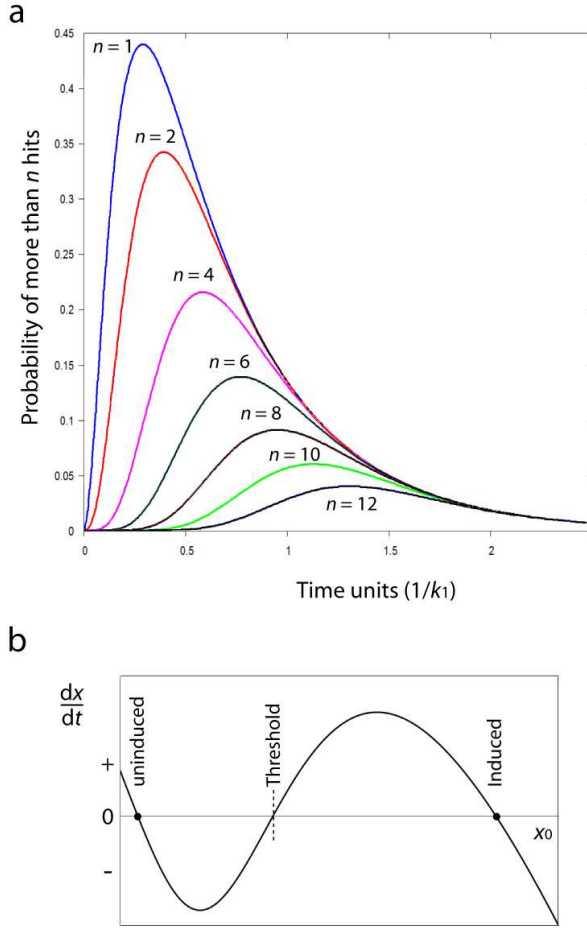 a
Probability of more than n hits
0.45
0.4
0.35
0.3
0.25
0.2
0.15
0.1
0.05
0
n = 1
n = 2
n = 4
n = 6
n = 8
n = 10
n = 12
0
0.5
1
1.5
2
Time units (1/k1)
b
dx
dt
+
0
-
uninduced
Threshold
Induced
x0